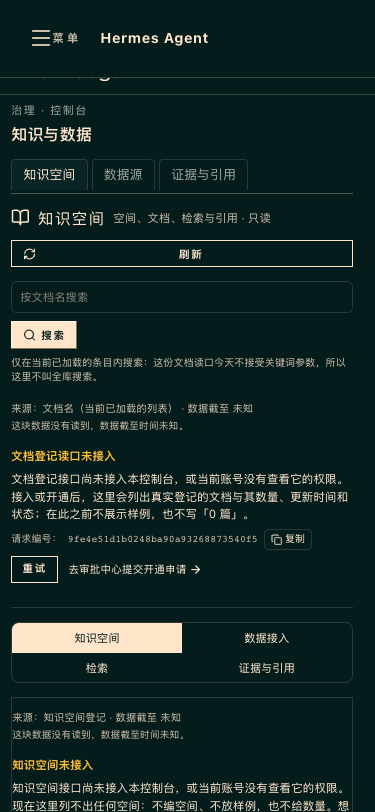 菜单
Hermes Agent
治理 · 控制台
知识与数据
知识空间
数据源
证据与引用
知识空间 空间、文档、检索与引用 · 只读
刷新
按文档名搜索
搜索
仅在当前已加载的条目内搜索：这份文档读口今天不接受关键词参数，所以
这里不叫全库搜索。
来源：文档名（当前已加载的列表） · 数据截至 未知
这块数据没有读到，数据截至时间未知。
文档登记读口未接入
文档登记接口尚未接入本控制台，或当前账号没有查看它的权限。
接入或开通后，这里会列出真实登记的文档与其数量、更新时间和
状态；在此之前不展示样例，也不写「0 篇」。
请求编号： 9fe4e51d1b0248ba90a93268873540f5 复制
重试 去审批中心提交开通申请 →
知识空间 数据接入
检索 证据与引用
来源：知识空间登记 · 数据截至 未知
这块数据没有读到，数据截至时间未知。
知识空间未接入
知识空间接口尚未接入本控制台，或当前账号没有查看它的权限。
现在这里列不出任何空间：不编空间、不放样例，也不给数量。想